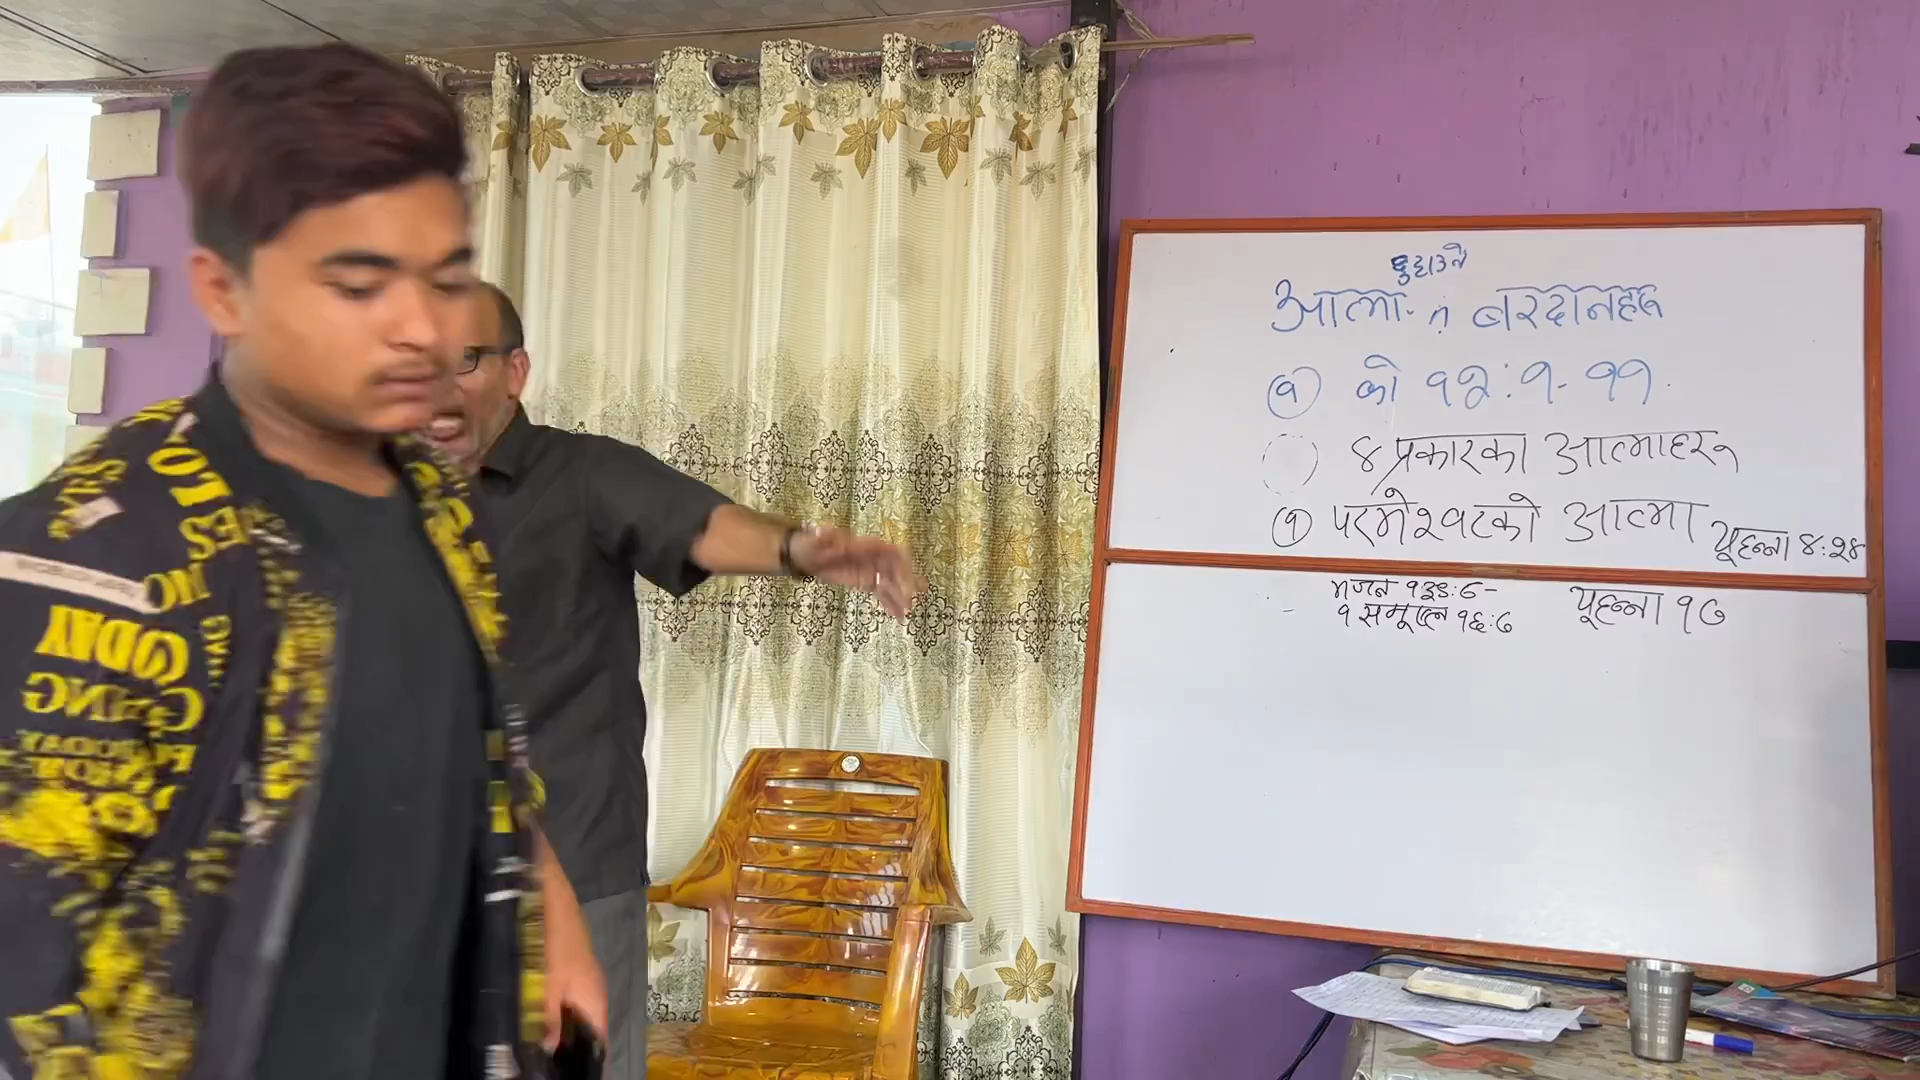 छुट्टाउने
आत्मा. न बरदानहरू
(१) को १२:१-११.
४ प्रकारका आत्माहरू
(१) परमेश्वरको आत्मा यूहन्ना ४:२४
भजन १३९:७-
१ समूएल १६:७
यूहन्ना १७
TODAY